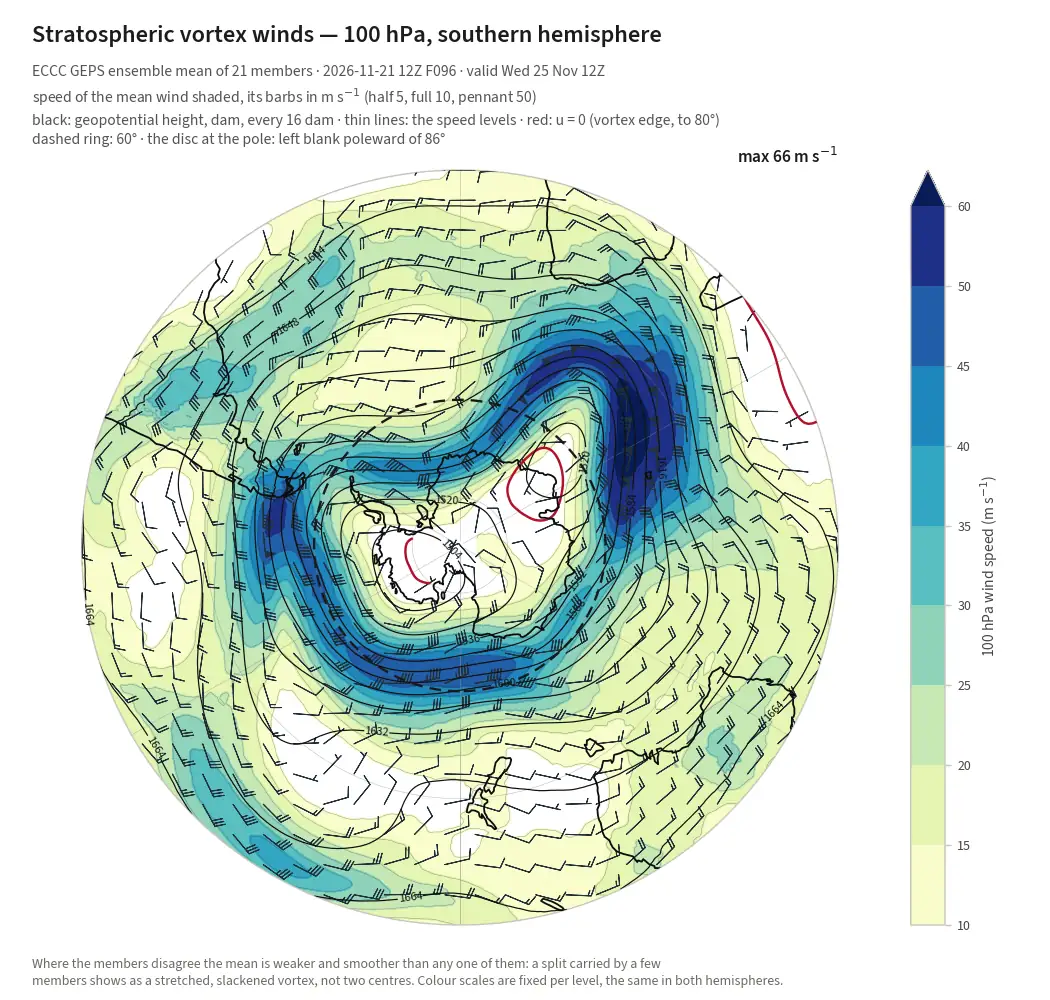 Stratospheric vortex winds — 100 hPa, southern hemisphere
ECCC GEPS ensemble mean of 21 members · 2026-11-21 12Z F096 · valid Wed 25 Nov 12Z
speed of the mean wind shaded, its barbs in m s⁻¹ (half 5, full 10, pennant 50)
black: geopotential height, dam, every 16 dam · thin lines: the speed levels · red: u = 0 (vortex edge, to 80°)
dashed ring: 60° · the disc at the pole: left blank poleward of 86°
max 66 m s⁻¹
60
50
45
40
35
30
25
20
15
10
100 hPa wind speed (m s⁻¹)
1664
1648
1616
1520
1520
1504
1664
1536
1632
1664
1664
1664
Where the members disagree the mean is weaker and smoother than any one of them: a split carried by a few
members shows as a stretched, slackened vortex, not two centres. Colour scales are fixed per level, the same in both hemispheres.